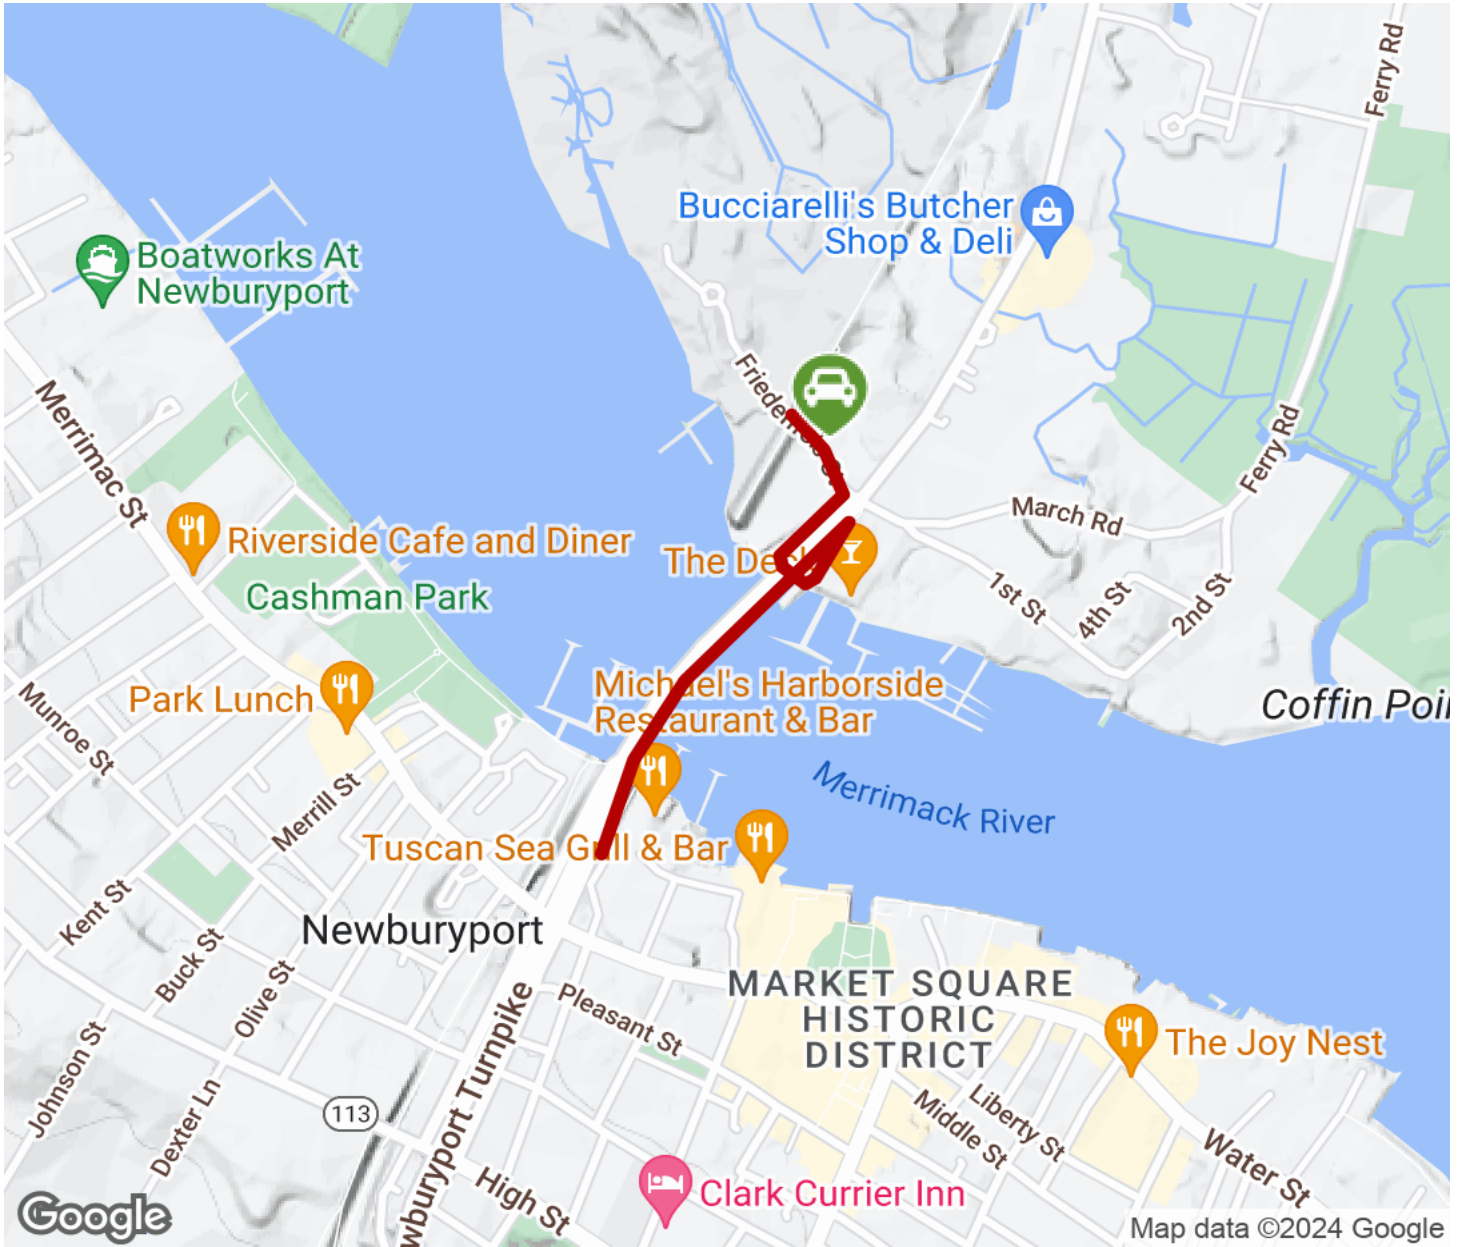 Ferry Rd
Bucciarelli's Butcher
Shop & Deli
Boatworks At
Newburyport
Merrimac St
Ferry Rd
March Rd
Riverside Cafe and Diner
The Deck
Cashman Park
1st St
4th St
2nd St
Park Lunch
Michael's Harborside
Restaurant & Bar
Coffin Poi
Munroe St
Merrill St
Merrimack River
Tuscan Sea Grill & Bar
Kent St
Newburyport
Buck St
Olive St
MARKET SQUARE
HISTORIC
DISTRICT
Pleasant St
The Joy Nest
Johnson St
Dexter Ln
113
wburyport Turnpike
Middle St
Liberty St
High St
Water St
Clark Currier Inn
Google
Map data ©2024 Google